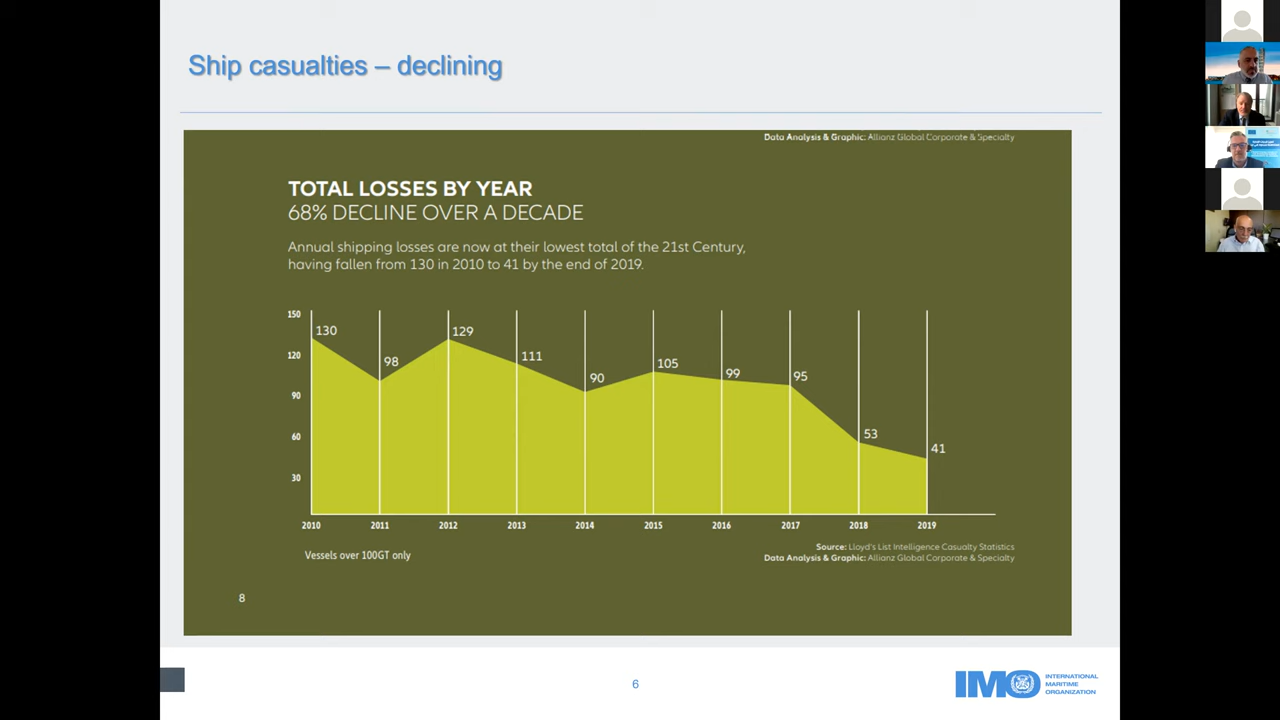 Ship casualties – declining
Data Analysis & Graphic: Allianz Global Corporate & Specialty
TOTAL LOSSES BY YEAR
68% DECLINE OVER A DECADE
Annual shipping losses are now at their lowest total of the 21st Century,
having fallen from 130 in 2010 to 41 by the end of 2019.
150
120
90
60
30
130
98
129
111
90
105
99
95
53
41
2010 2011 2012 2013 2014 2015 2016 2017 2018 2019
Vessels over 100GT only
Source: Lloyd's List Intelligence Casualty Statistics
Data Analysis & Graphic: Allianz Global Corporate & Specialty
8
6
IMO
INTERNATIONAL
MARITIME
ORGANIZATION